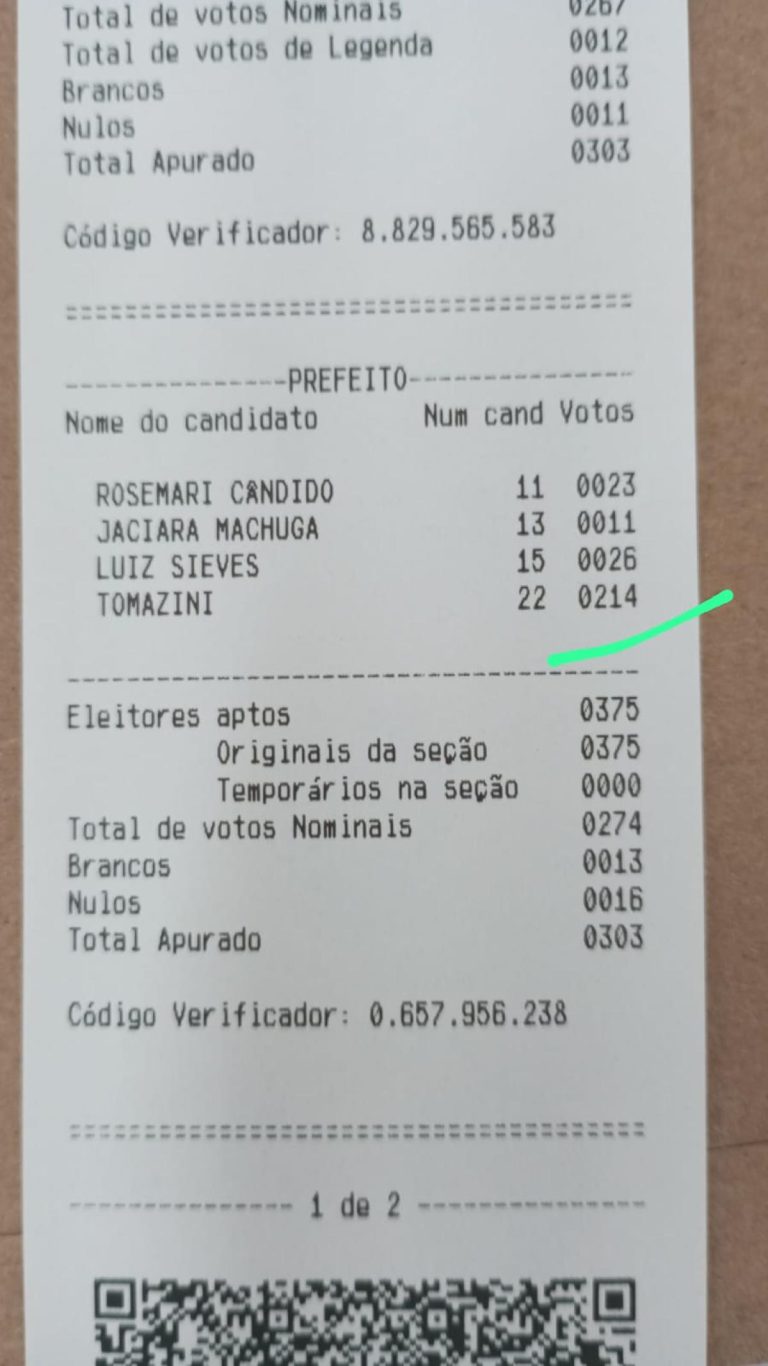 Total de votos Nominais 0267
Total de votos de Legenda 0012
Brancos 0013
Nulos 0011
Total Apurado 0303
Código Verificador: 8.829.565.583
======================================
---------------PREFEITO---------------
Nome do candidato Num cand Votos
ROSEMARI CÂNDIDO 11 0023
JACIARA MACHUGA 13 0011
LUIZ SIEVES 15 0026
TOMAZINI 22 0214
--------------------------------------
Eleitores aptos 0375
Originais da seção 0375
Temporários na seção 0000
Total de votos Nominais 0274
Brancos 0013
Nulos 0016
Total Apurado 0303
Código Verificador: 0.657.956.238
======================================
--------------- 1 de 2 ---------------